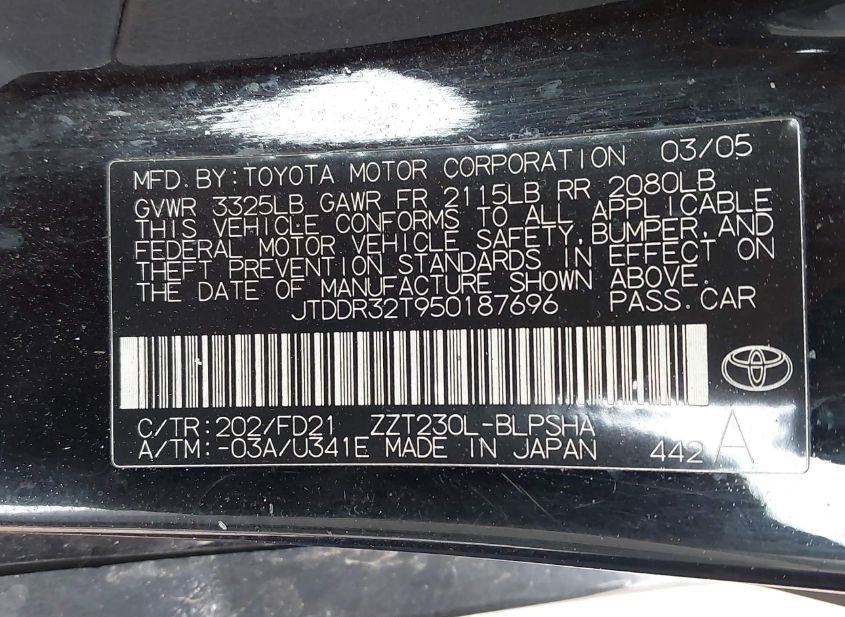 MFD. BY: TOYOTA MOTOR CORPORATION 03/05
GVWR 3325LB GAWR FR 2115LB RR 2080LB
THIS VEHICLE CONFORMS TO ALL APPLICABLE
FEDERAL MOTOR VEHICLE SAFETY, BUMPER, AND
THEFT PREVENTION STANDARDS IN EFFECT ON
THE DATE OF MANUFACTURE SHOWN ABOVE.
JTDDR32T950187696 PASS. CAR
C/TR: 202/FD21 ZZT230L-BLPSHA
A/TM: -03A/U341E MADE IN JAPAN 442 A